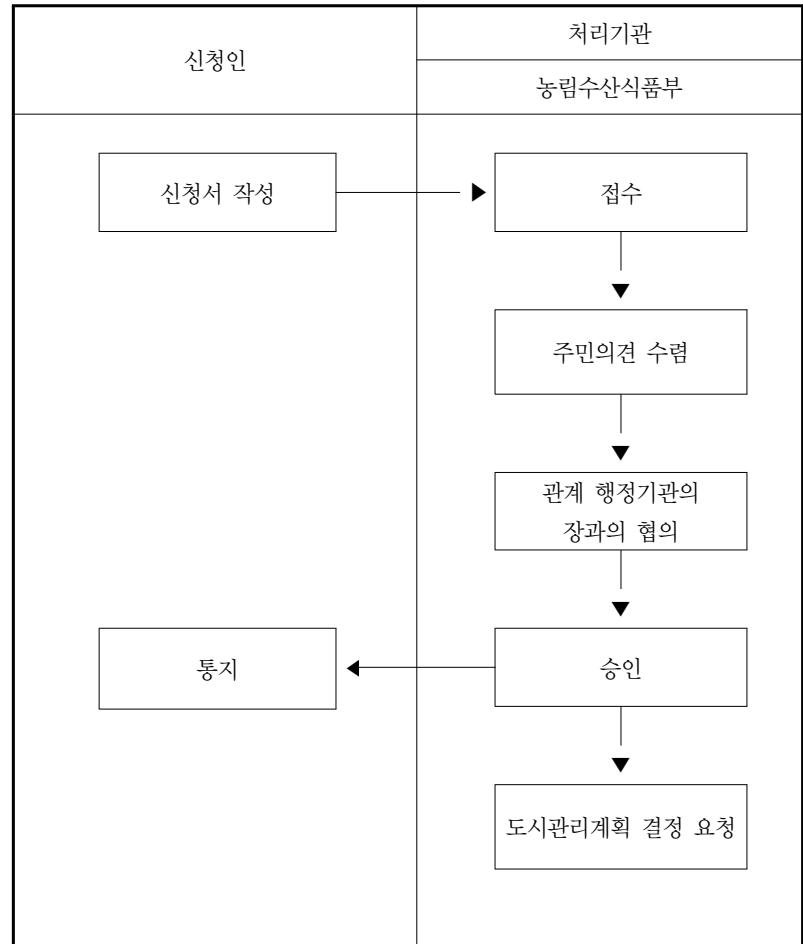 신청인
처리기관
농림수산식품부
신청서 작성
접수
주민의견 수렴
관계 행정기관의
장과의 협의
통지
승인
도시관리계획 결정 요청